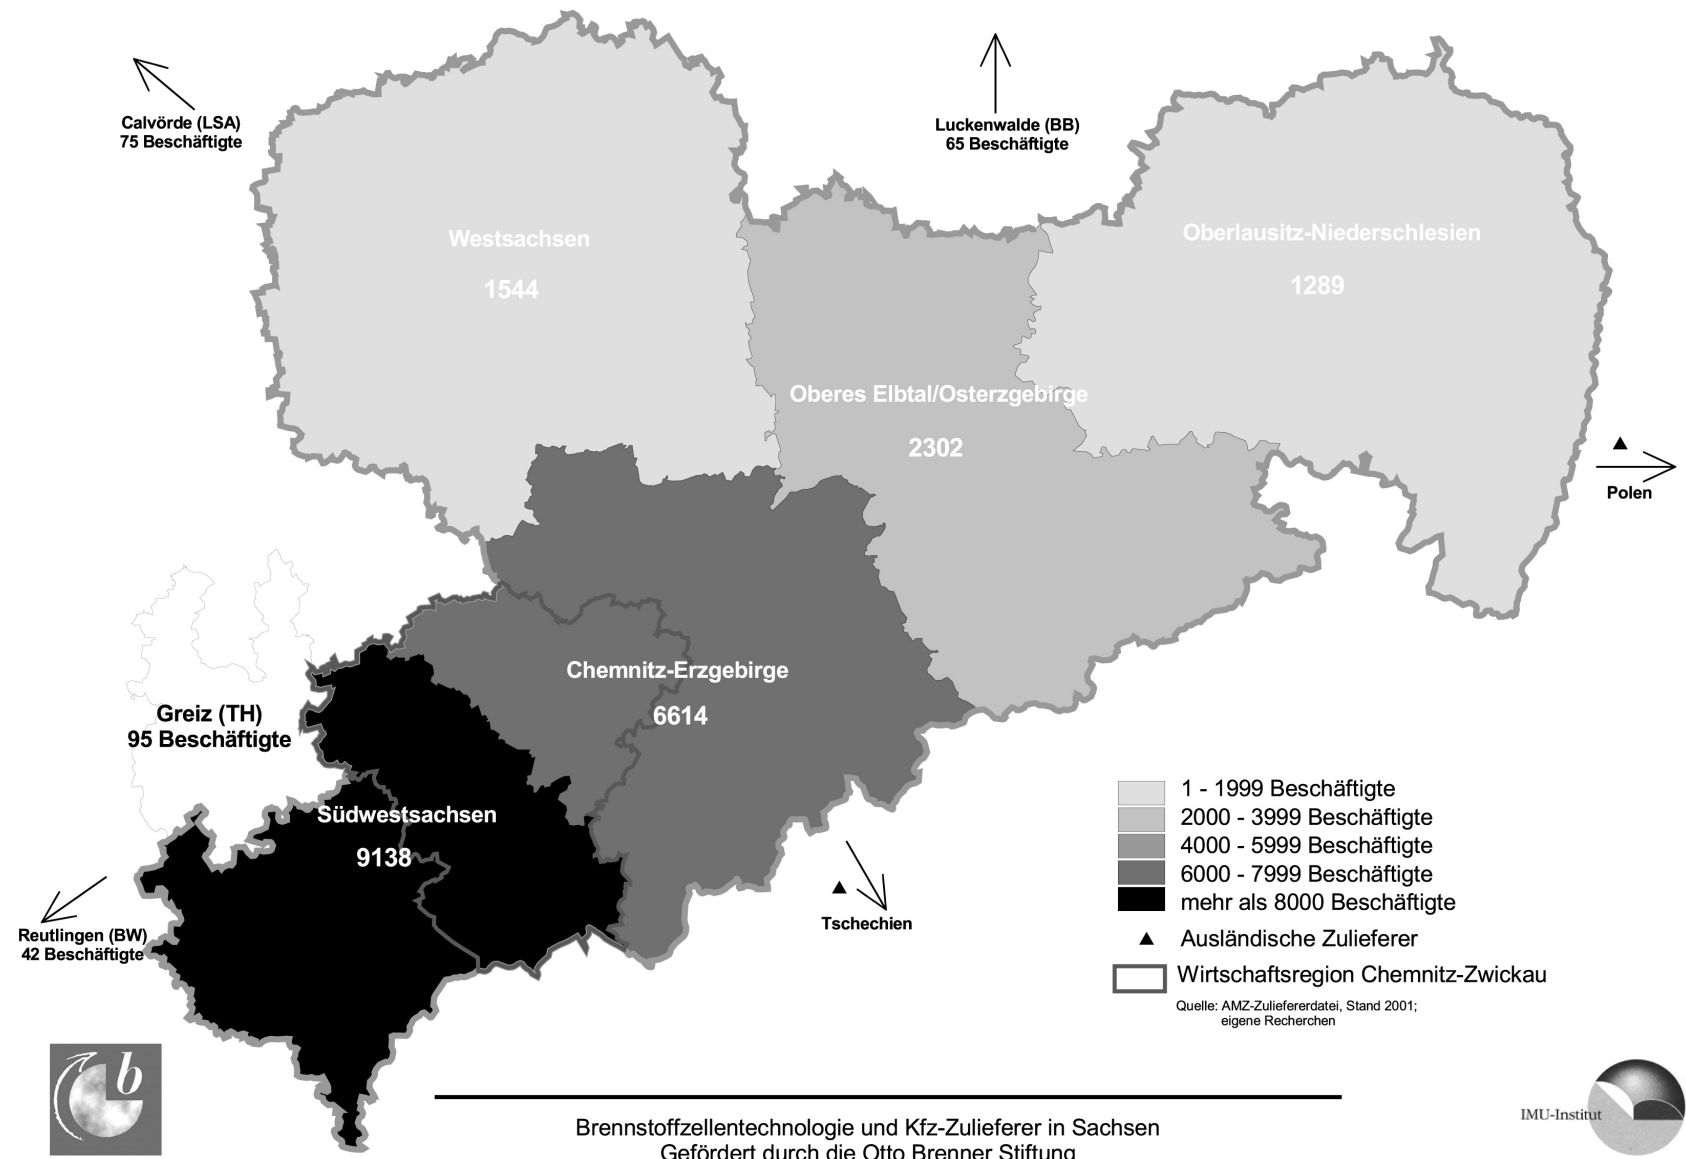 Calvörde (LSA)
75 Beschäftigte
Luckenwalde (BB)
65 Beschäftigte
Westsachsen
1544
Oberlausitz-Niederschlesien
1289
Oberes Elbtal/Osterzgebirge
2302
Polen
Chemnitz-Erzgebirge
6614
Greiz (TH)
95 Beschäftigte
Südwestsachsen
9138
Reutlingen (BW)
42 Beschäftigte
Tschechien
1 - 1999 Beschäftigte
2000 - 3999 Beschäftigte
4000 - 5999 Beschäftigte
6000 - 7999 Beschäftigte
mehr als 8000 Beschäftigte
Ausländische Zulieferer
Wirtschaftsregion Chemnitz-Zwickau
Quelle: AMZ-Zuliefererdatei, Stand 2001;
eigene Recherchen
b
IMU-Institut
Brennstoffzellentechnologie und Kfz-Zulieferer in Sachsen
Gefördert durch die Otto Brenner Stiftung